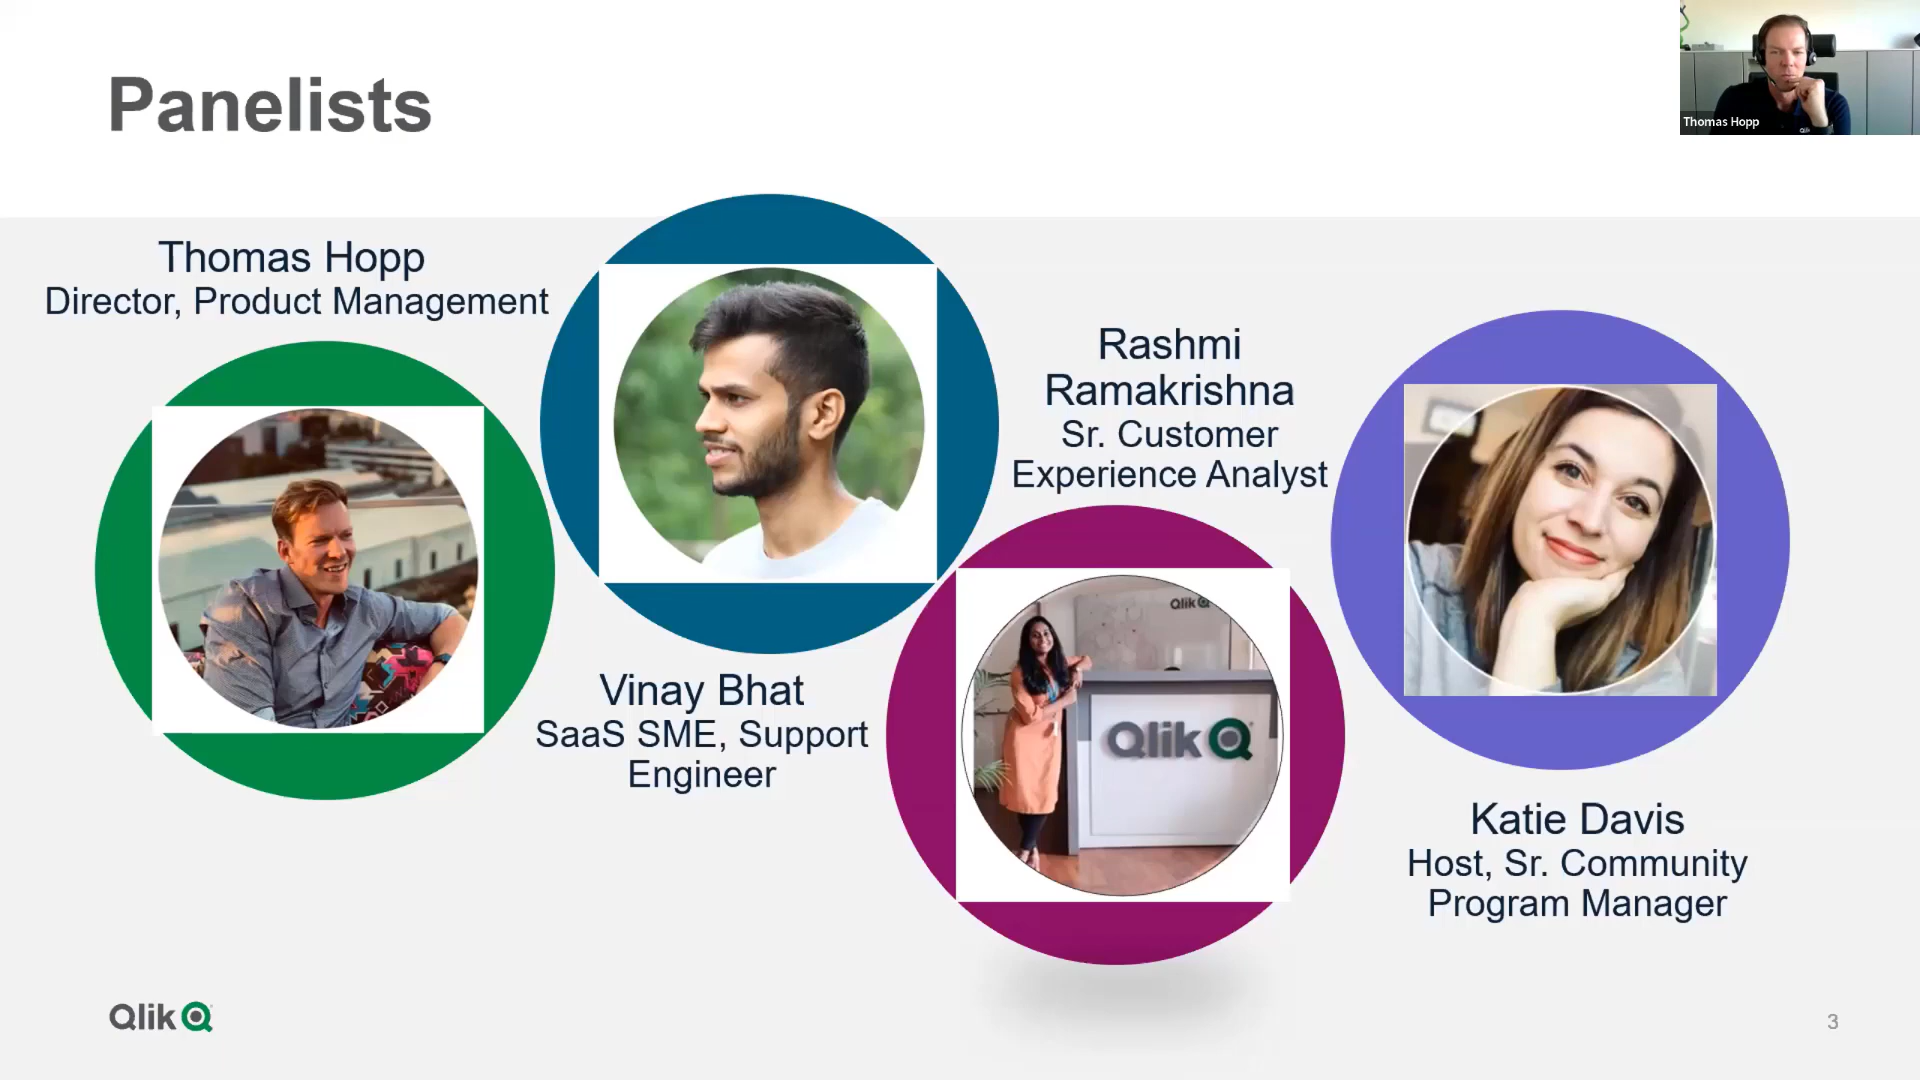 Panelists
Thomas Hopp
Thomas Hopp
Director, Product Management
Vinay Bhat
SaaS SME, Support
Engineer
Rashmi
Ramakrishna
Sr. Customer
Experience Analyst
Qlik
Qlik
Katie Davis
Host, Sr. Community
Program Manager
Qlik
3